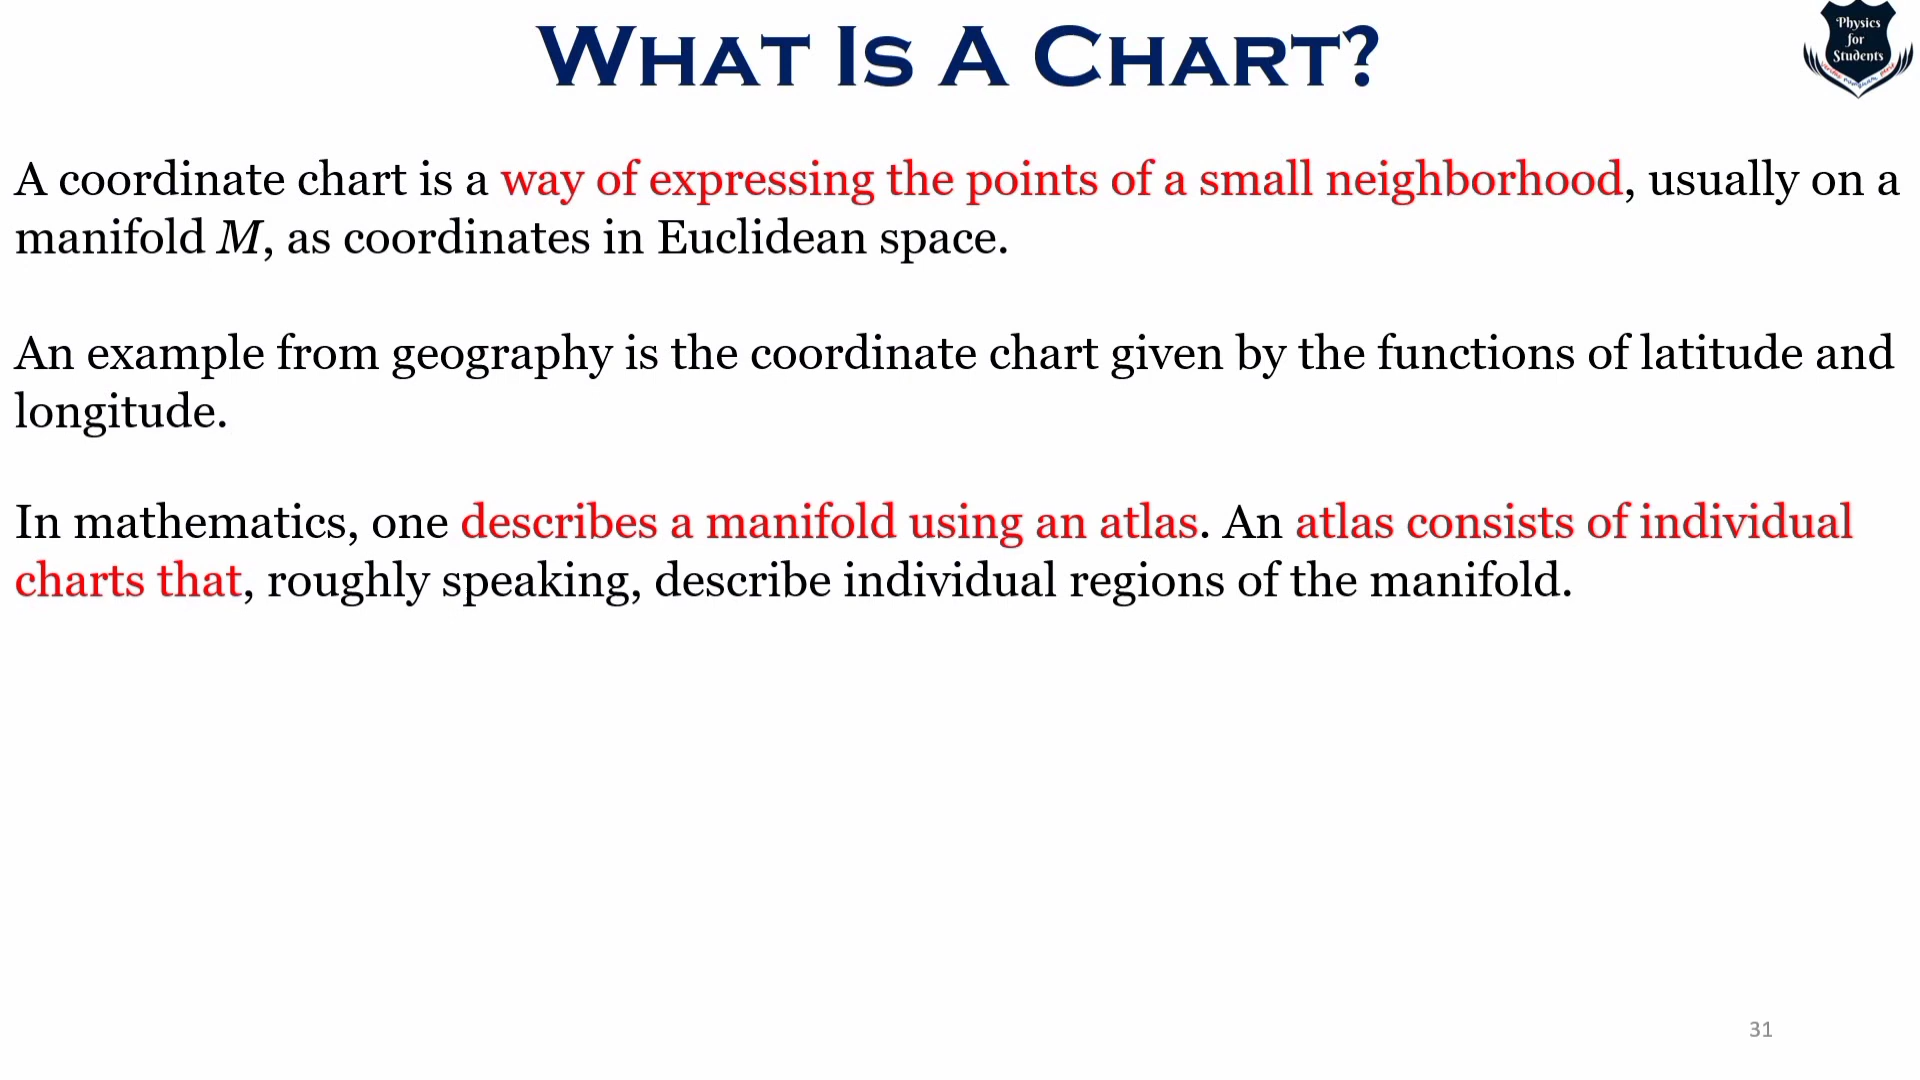 WHAT IS A CHART?
Physics
for
Students
A coordinate chart is a way of expressing the points of a small neighborhood, usually on a
manifold M, as coordinates in Euclidean space.
An example from geography is the coordinate chart given by the functions of latitude and
longitude.
In mathematics, one describes a manifold using an atlas. An atlas consists of individual
charts that, roughly speaking, describe individual regions of the manifold.
31